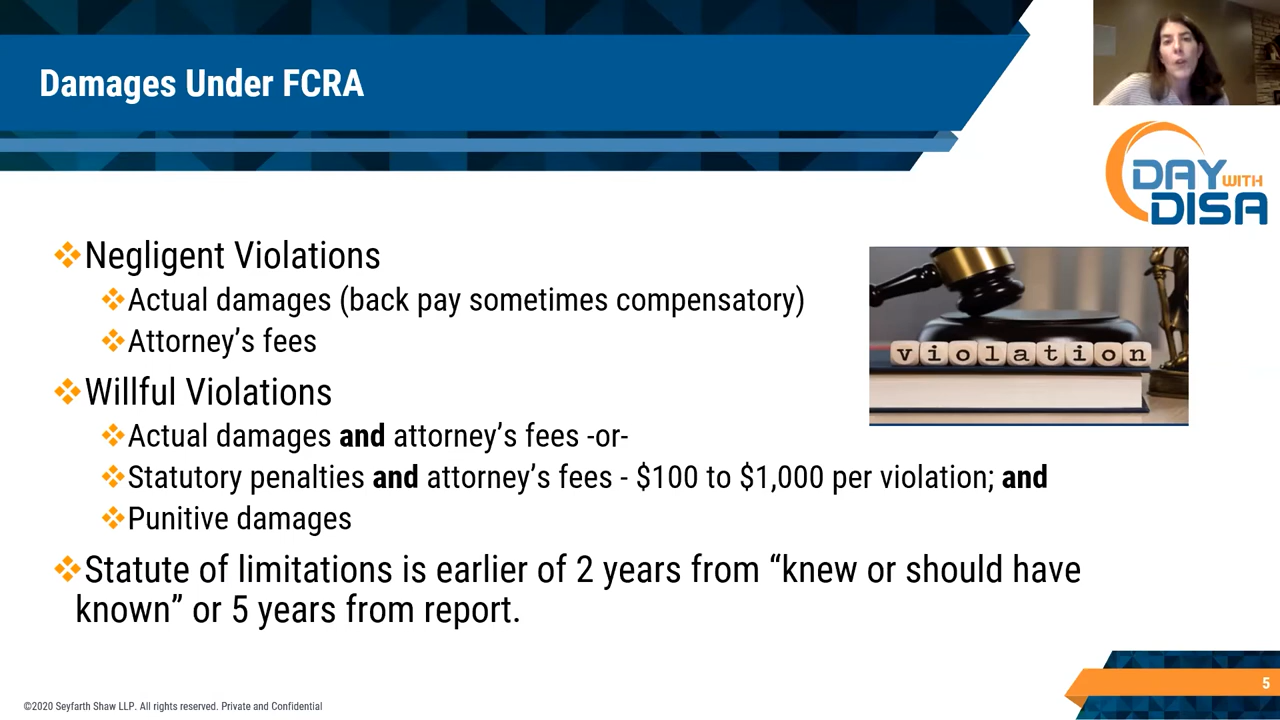 Damages Under FCRA
DAY WITH
DISA
Negligent Violations
Actual damages (back pay sometimes compensatory)
Attorney’s fees
violation
Willful Violations
Actual damages and attorney’s fees -or-
Statutory penalties and attorney’s fees - $100 to $1,000 per violation; and
Punitive damages
Statute of limitations is earlier of 2 years from “knew or should have
known” or 5 years from report.
5
©2020 Seyfarth Shaw LLP. All rights reserved. Private and Confidential